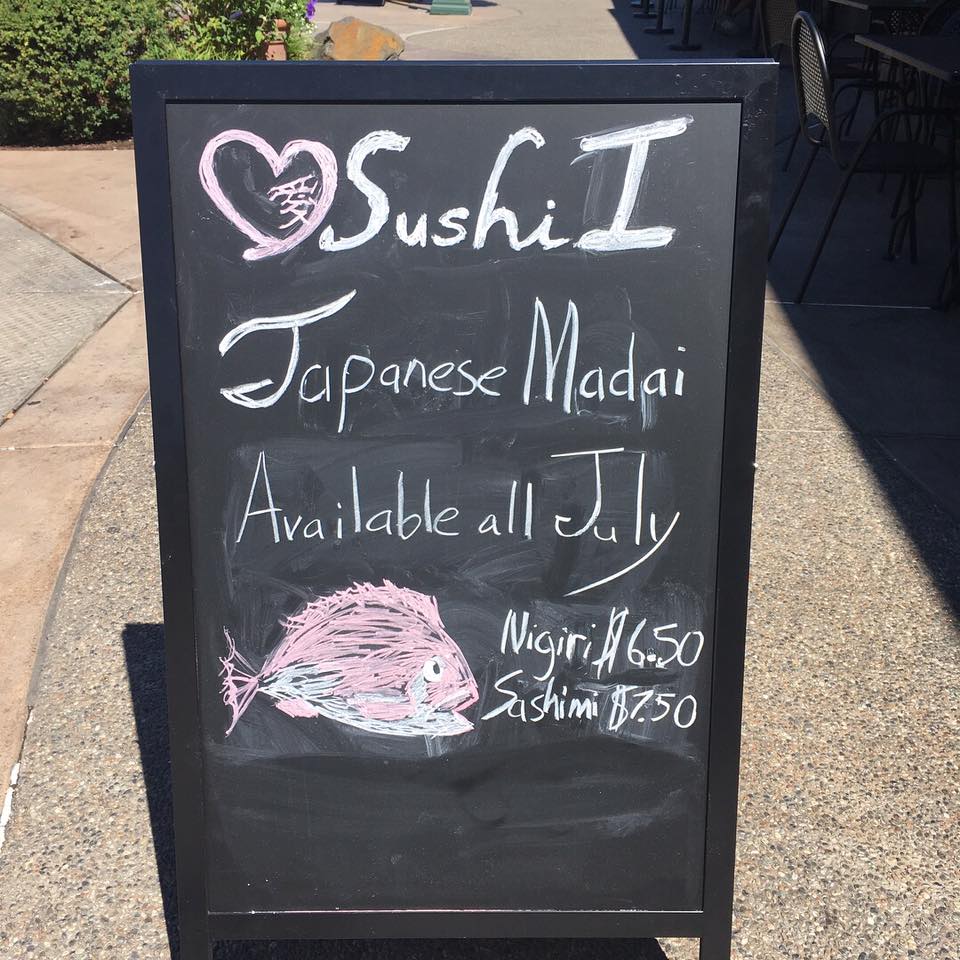 愛 Sushi I
Japanese Madai
Available all July
Nigiri $6.50
Sashimi $7.50